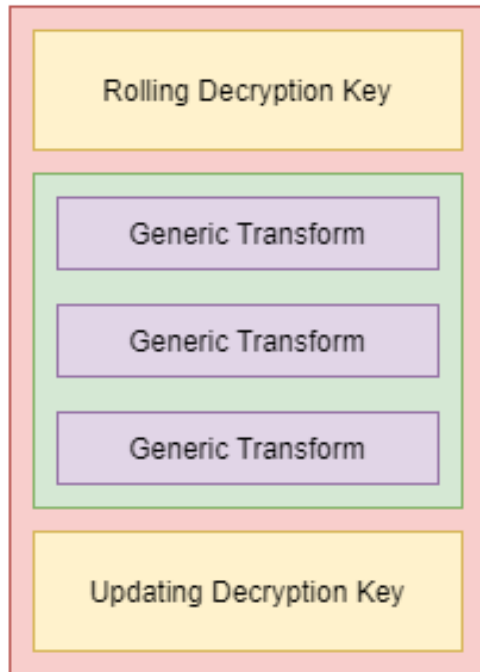 Rolling Decryption Key
Generic Transform
Generic Transform
Generic Transform
Updating Decryption Key